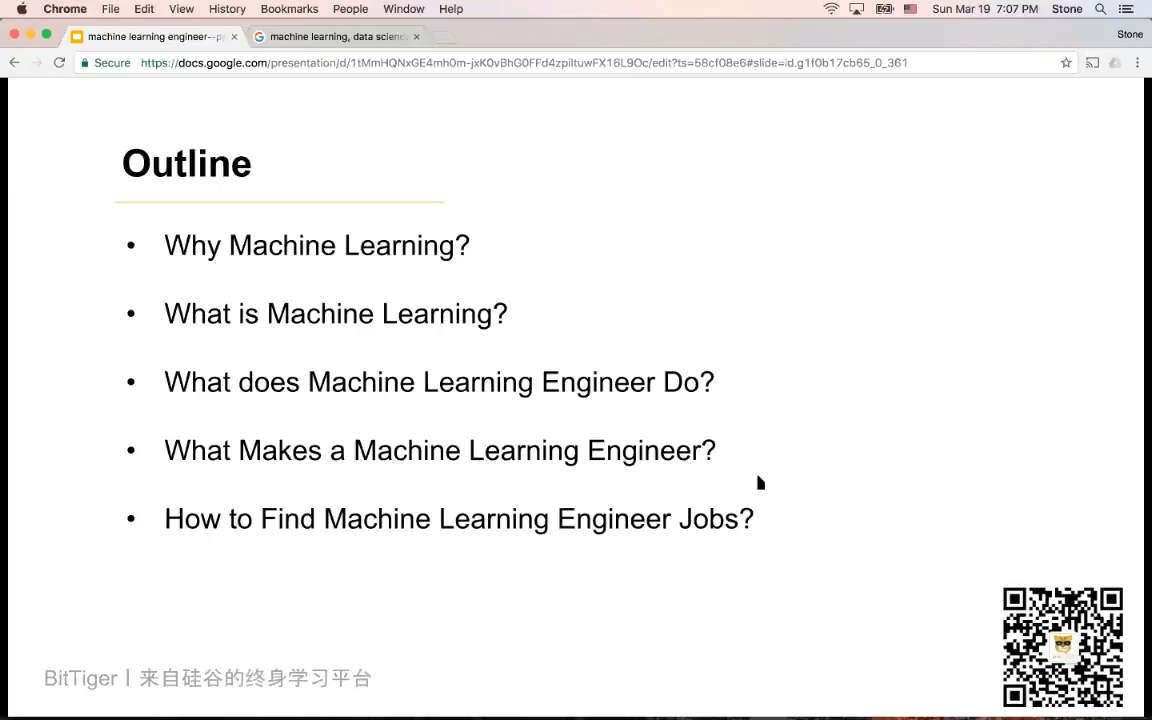 Chrome File Edit View History Bookmarks People Window Help Sun Mar 19 7:07 PM Stone
machine learning engineer--p machine learning, data scienc Stone
Secure https://docs.google.com/presentation/d/1tMmHQNxGE4mh0m-jxK0vBhG0FFd4zpiltuwFX16L9Oc/edit?ts=58cf08e6#slide=id.g1f0b17cb65_0_361
Outline
• Why Machine Learning?
• What is Machine Learning?
• What does Machine Learning Engineer Do?
• What Makes a Machine Learning Engineer?
• How to Find Machine Learning Engineer Jobs?
BitTiger | 来自硅谷的终身学习平台